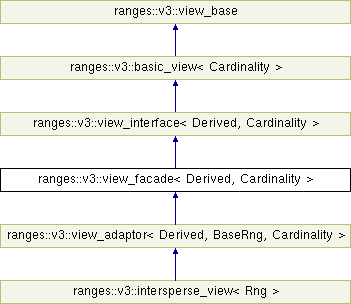 ranges::v3::view_base
ranges::v3::basic_view< Cardinality >
ranges::v3::view_interface< Derived, Cardinality >
ranges::v3::view_facade< Derived, Cardinality >
ranges::v3::view_adaptor< Derived, BaseRng, Cardinality >
ranges::v3::intersperse_view< Rng >